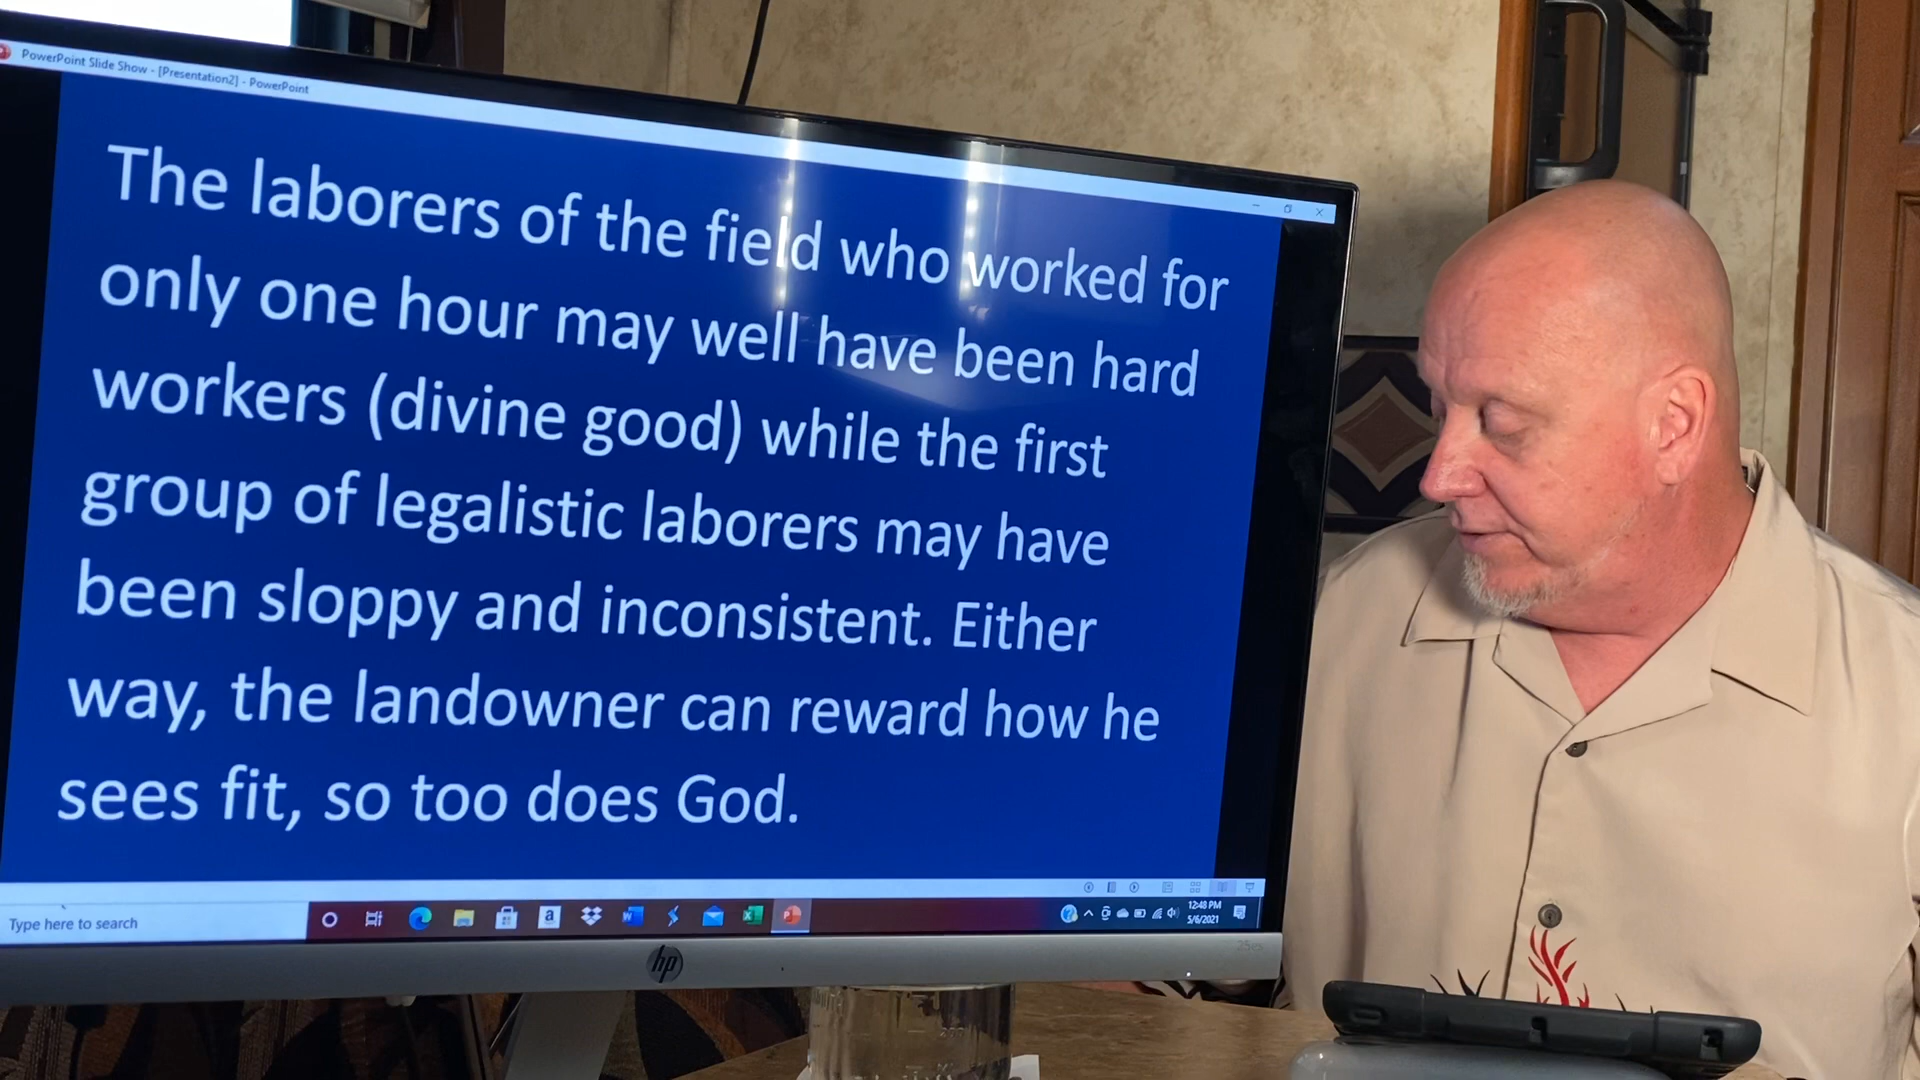 PowerPoint Slide Show - [Presentation2] - PowerPoint
The laborers of the field who worked for
only one hour may well have been hard
workers (divine good) while the first
group of legalistic laborers may have
been sloppy and inconsistent. Either
way, the landowner can reward how he
sees fit, so too does God.
Type here to search
12:48 PM
5/6/2021
hp